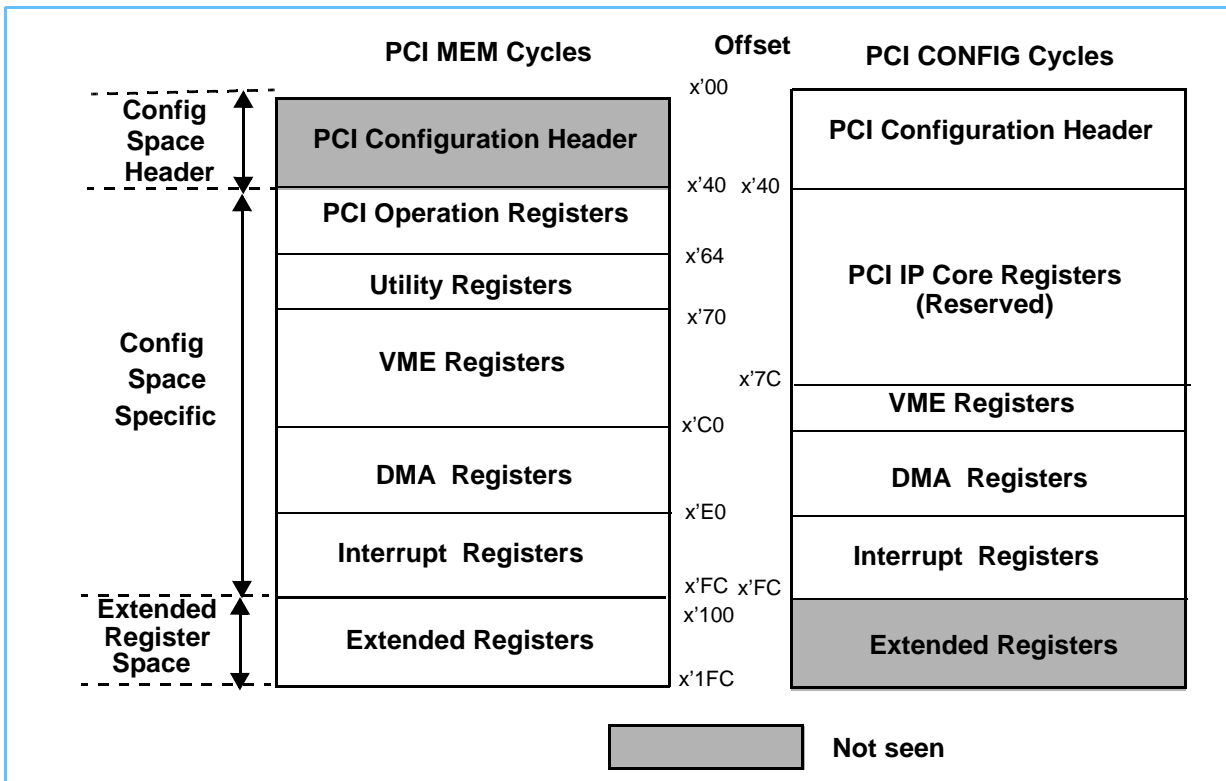 PCI MEM Cycles
Offset
PCI CONFIG Cycles
x'00
Config
Space
Header
PCI Configuration Header
PCI Configuration Header
x'40 x'40
PCI Operation Registers
x'64
Utility Registers
PCI IP Core Registers
(Reserved)
x'70
Config
Space
Specific
VME Registers
x'7C
VME Registers
x'C0
DMA Registers
DMA Registers
x'E0
Interrupt Registers
Interrupt Registers
x'FC x'FC
x'100
Extended
Register
Space
Extended Registers
Extended Registers
x'1FC
Not seen